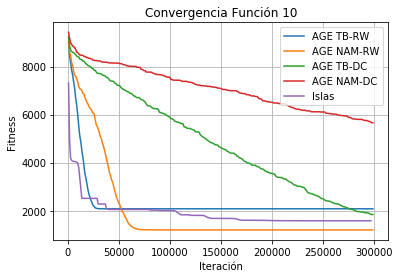 Convergencia Función 10
AGE TB-RW
AGE NAM-RW
AGE TB-DC
AGE NAM-DC
Islas
Fitness
8000
6000
4000
2000
0 50000 100000 150000 200000 250000 300000
Iteración